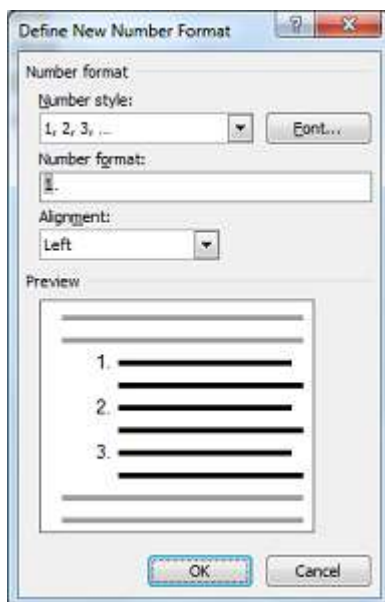 Define New Number Format
Number format
Number style:
1, 2, 3, ...
Font...
Number format:
1.
Alignment:
Left
Preview
1.
2.
3.
OK
Cancel